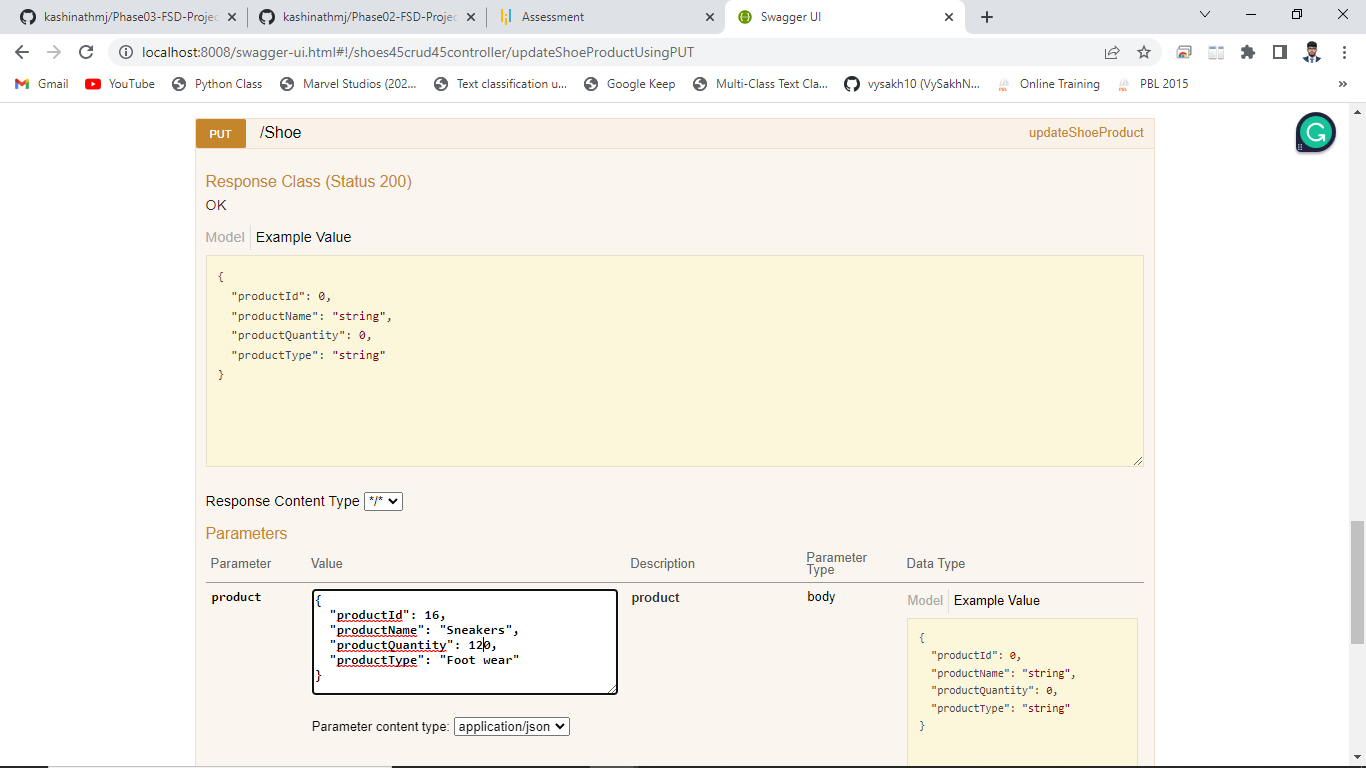 kashinathmj/Phase03-FSD-Projec
kashinathmj/Phase02-FSD-Projec
Assessment
Swagger UI
localhost:8008/swagger-ui.html#!/shoes45crud45controller/updateShoeProductUsingPUT
Gmail
YouTube
Python Class
Marvel Studios (202...
Text classification u...
Google Keep
Multi-Class Text Cla...
vysakh10 (VySakhN...
Online Training
PBL 2015
PUT /Shoe updateShoeProduct
Response Class (Status 200)
OK
Model Example Value
{
"productId": 0,
"productName": "string",
"productQuantity": 0,
"productType": "string"
}
Response Content Type */*
Parameters
Parameter Value Description Parameter Type Data Type
product
{
"productId": 16,
"productName": "Sneakers",
"productQuantity": 120,
"productType": "Foot wear"
}
Parameter content type: application/json
product
body
Model Example Value
{
"productId": 0,
"productName": "string",
"productQuantity": 0,
"productType": "string"
}